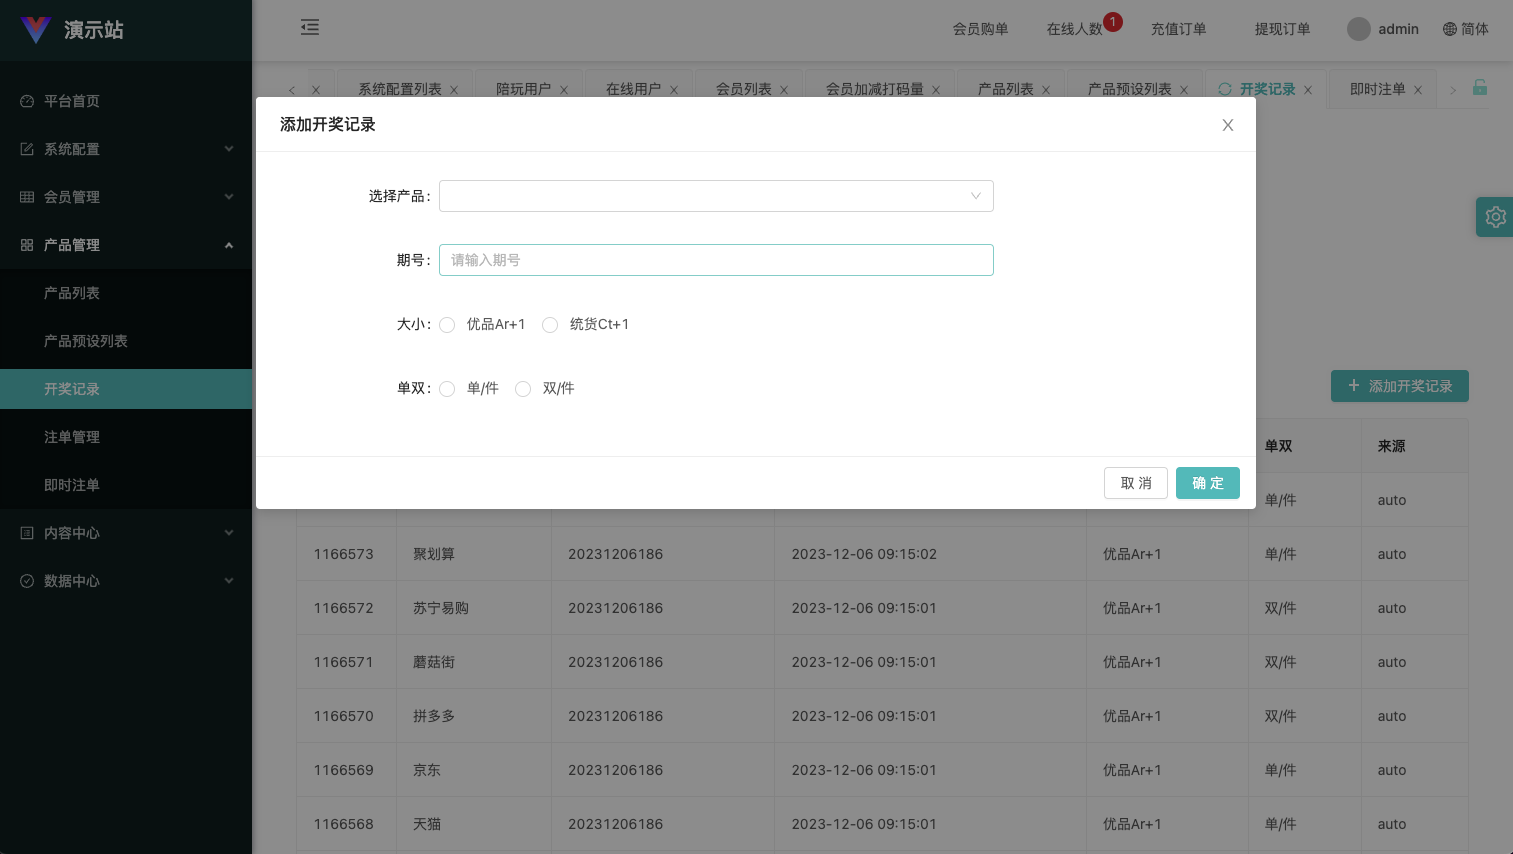 演示站
会员购单 在线人数 1 充值订单 提现订单 admin 简体
平台首页
系统配置
会员管理
产品管理
产品列表
产品预设列表
开奖记录
注单管理
即时注单
内容中心
数据中心
系统配置列表 陪玩用户 在线用户 会员列表 会员加减打码量 产品列表 产品预设列表 开奖记录 即时注单
添加开奖记录
选择产品:
期号: 请输入期号
大小: 优品Ar+1 统货Ct+1
单双: 单/件 双/件
取 消 确 定
添加开奖记录
单双 来源
单/件 auto
1166573 聚划算 20231206186 2023-12-06 09:15:02 优品Ar+1 单/件 auto
1166572 苏宁易购 20231206186 2023-12-06 09:15:01 优品Ar+1 双/件 auto
1166571 蘑菇街 20231206186 2023-12-06 09:15:01 优品Ar+1 双/件 auto
1166570 拼多多 20231206186 2023-12-06 09:15:01 优品Ar+1 双/件 auto
1166569 京东 20231206186 2023-12-06 09:15:01 优品Ar+1 单/件 auto
1166568 天猫 20231206186 2023-12-06 09:15:01 优品Ar+1 单/件 auto